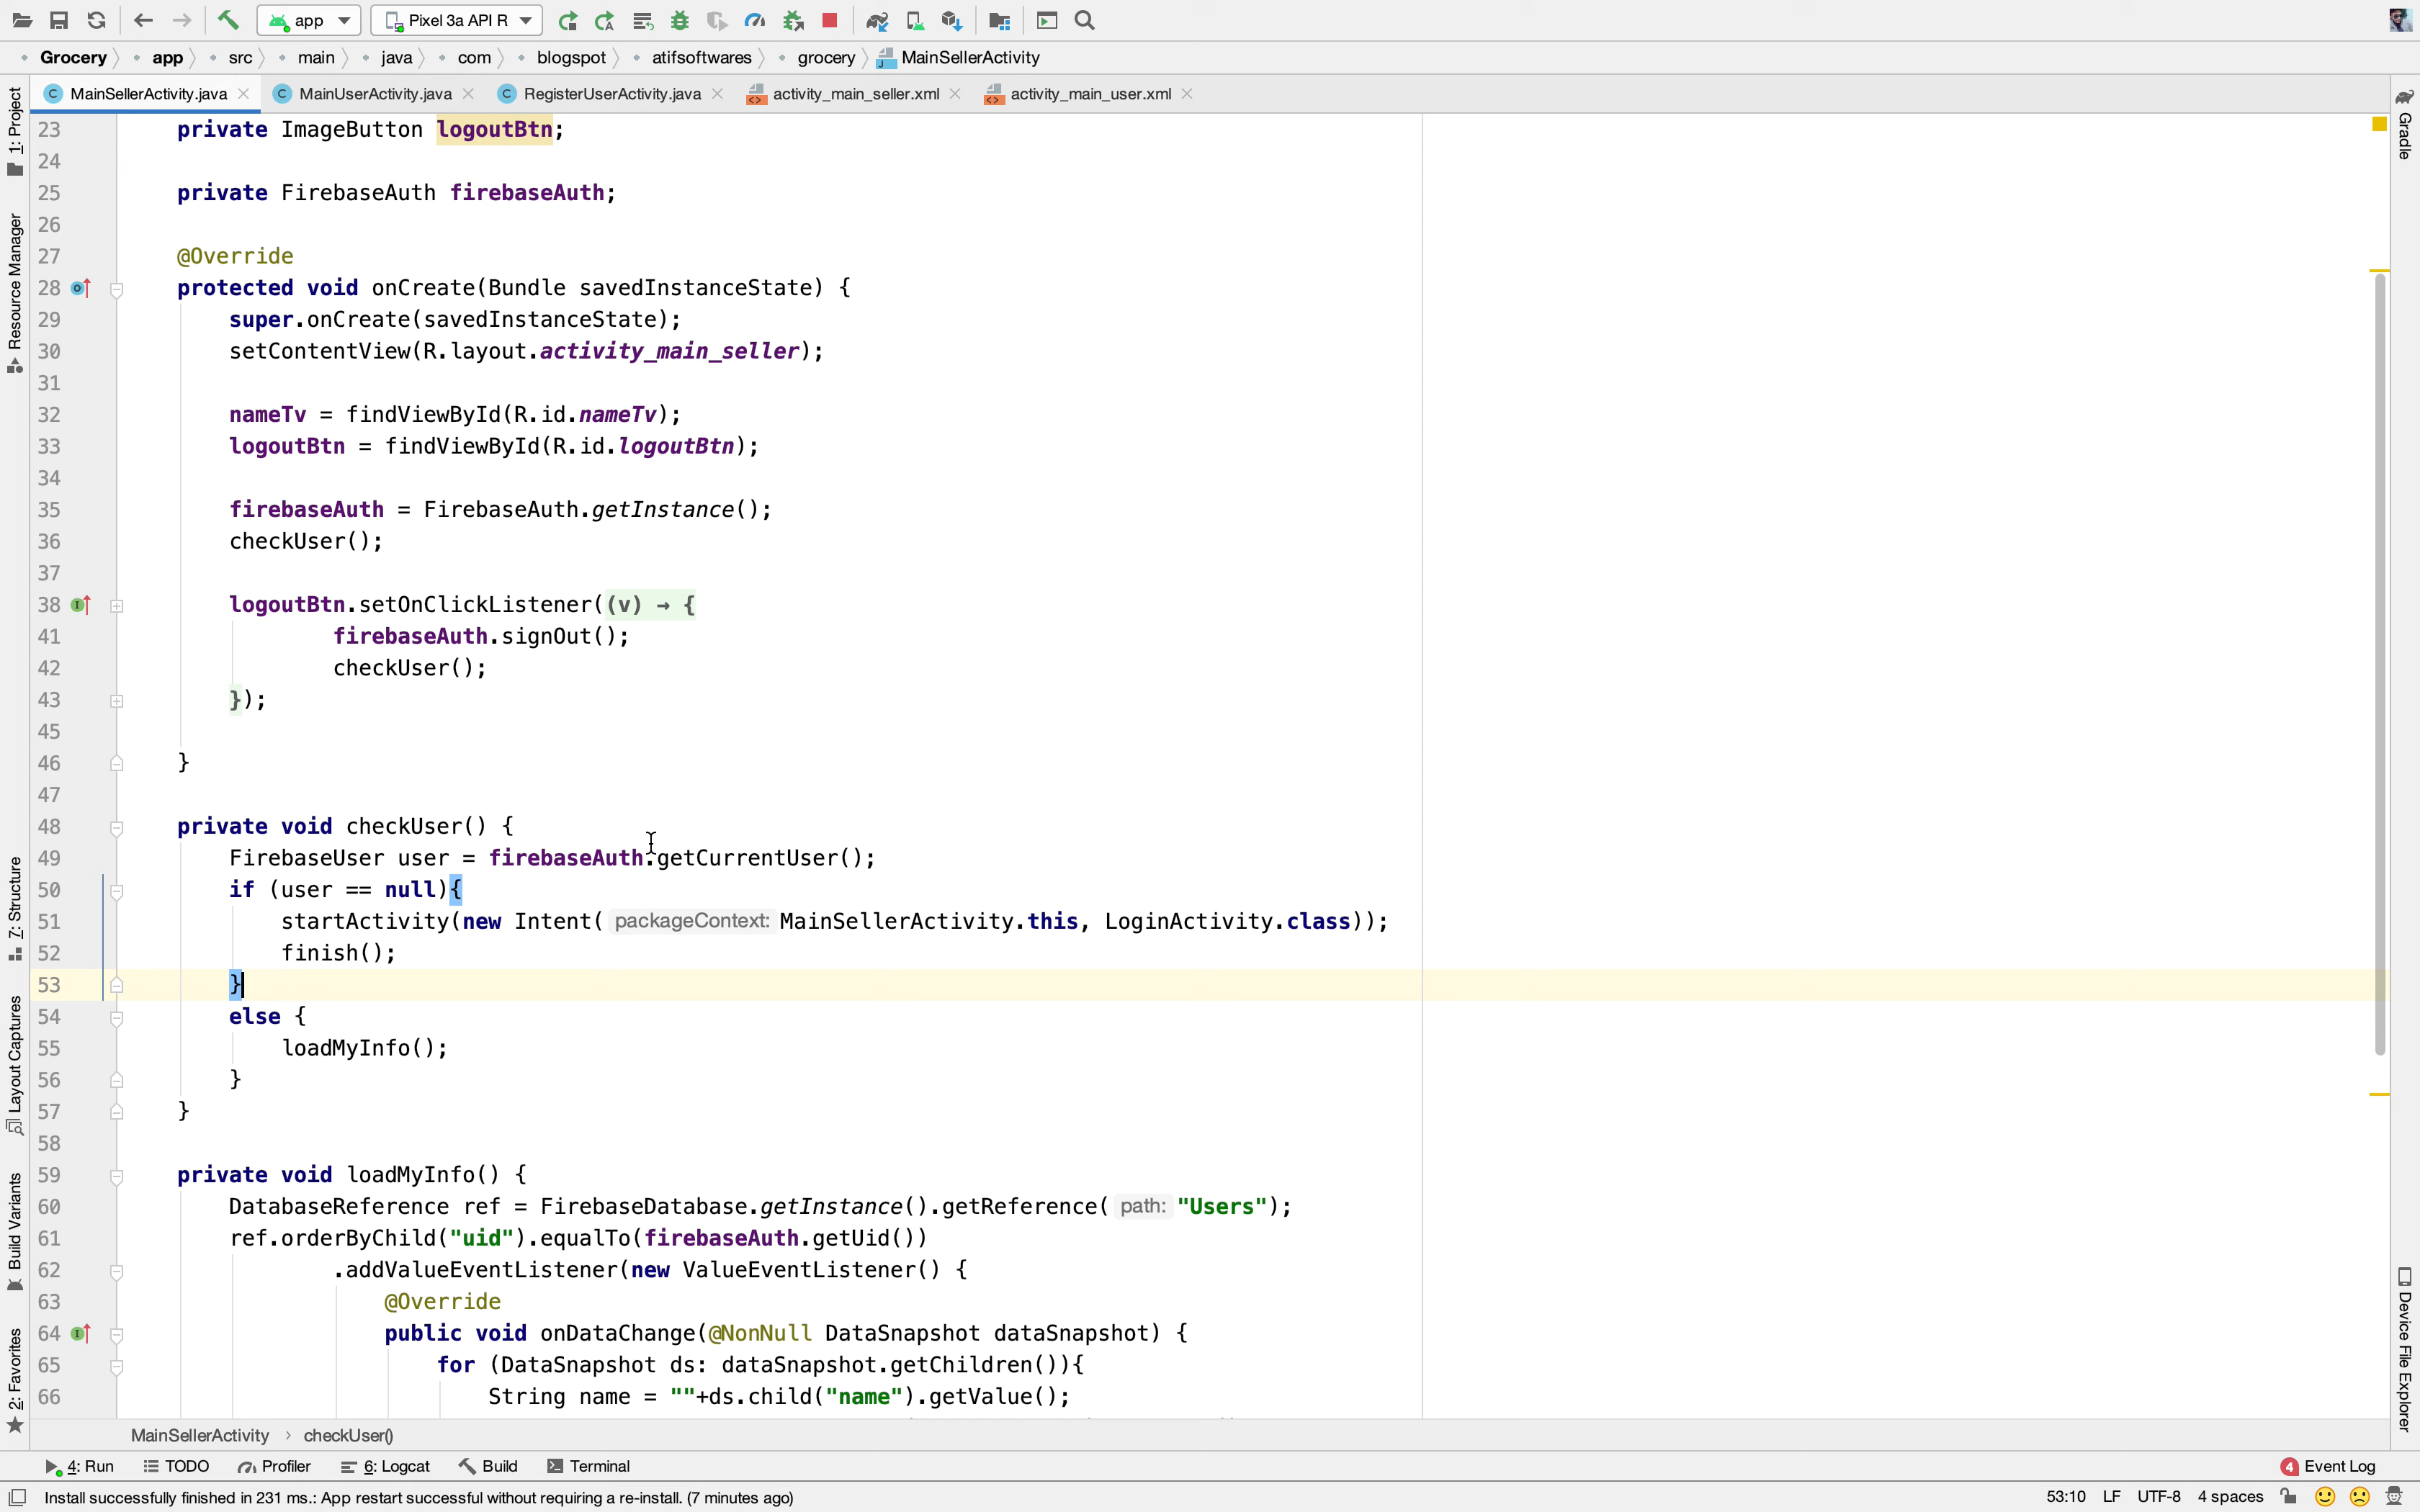 app
Pixel 3a API R
Grocery
app
src
main
java
com
blogspot
atifsoftwares
grocery
MainSellerActivity
MainSellerActivity.java
MainUserActivity.java
RegisterUserActivity.java
activity_main_seller.xml
activity_main_user.xml
1: Project
Resource Manager
7: Structure
Layout Captures
Build Variants
2: Favorites
Gradle
Device File Explorer
23 private ImageButton logoutBtn;
24
25 private FirebaseAuth firebaseAuth;
26
27 @Override
28 protected void onCreate(Bundle savedInstanceState) {
29 super.onCreate(savedInstanceState);
30 setContentView(R.layout.activity_main_seller);
31
32 nameTv = findViewById(R.id.nameTv);
33 logoutBtn = findViewById(R.id.logoutBtn);
34
35 firebaseAuth = FirebaseAuth.getInstance();
36 checkUser();
37
38 logoutBtn.setOnClickListener((v) → {
41 firebaseAuth.signOut();
42 checkUser();
43 });
45
46 }
47
48 private void checkUser() {
49 FirebaseUser user = firebaseAuth.getCurrentUser();
50 if (user == null){
51 startActivity(new Intent( packageContext: MainSellerActivity.this, LoginActivity.class));
52 finish();
53 }
54 else {
55 loadMyInfo();
56 }
57 }
58
59 private void loadMyInfo() {
60 DatabaseReference ref = FirebaseDatabase.getInstance().getReference( path: "Users");
61 ref.orderByChild("uid").equalTo(firebaseAuth.getUid())
62 .addValueEventListener(new ValueEventListener() {
63 @Override
64 public void onDataChange(@NonNull DataSnapshot dataSnapshot) {
65 for (DataSnapshot ds: dataSnapshot.getChildren()){
66 String name = ""+ds.child("name").getValue();
MainSellerActivity › checkUser()
4: Run
TODO
Profiler
6: Logcat
Build
Terminal
4 Event Log
Install successfully finished in 231 ms.: App restart successful without requiring a re-install. (7 minutes ago)
53:10 LF UTF-8 4 spaces